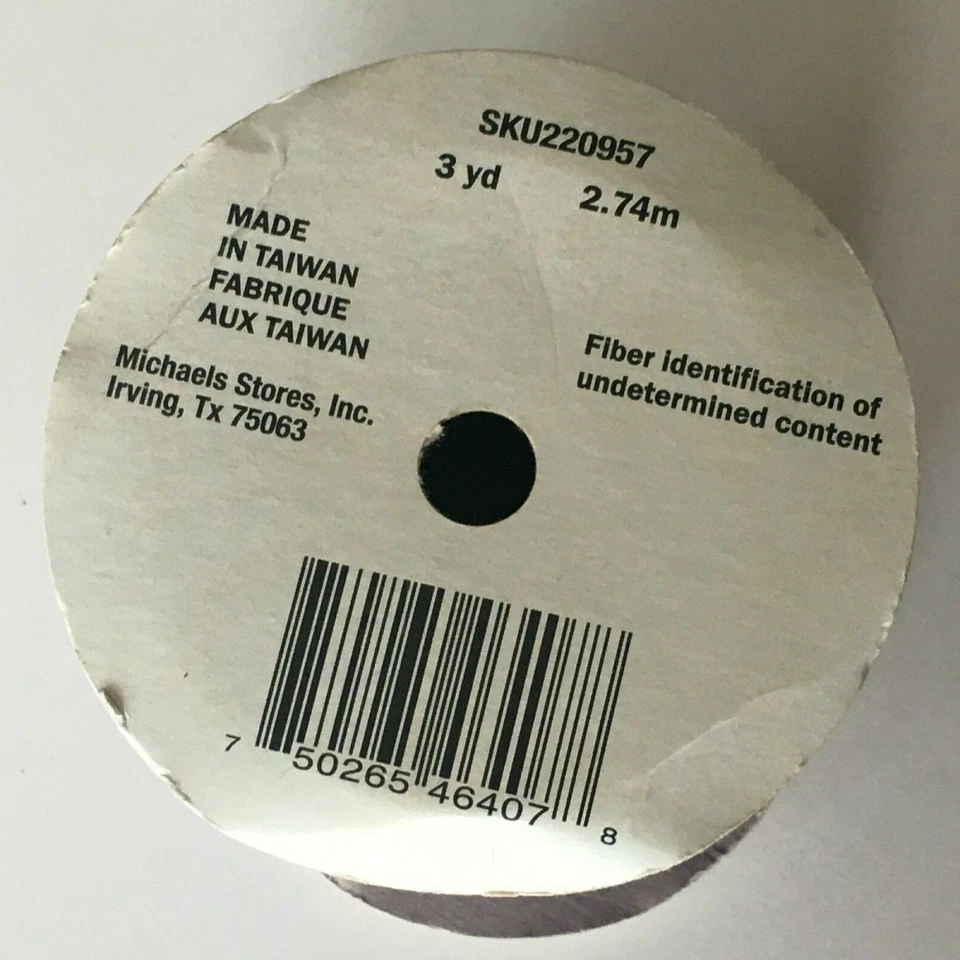 SKU220957
3 yd 2.74m
MADE
IN TAIWAN
FABRIQUE
AUX TAIWAN
Michaels Stores, Inc.
Irving, Tx 75063
Fiber identification of
undetermined content
7 50265 46407 8